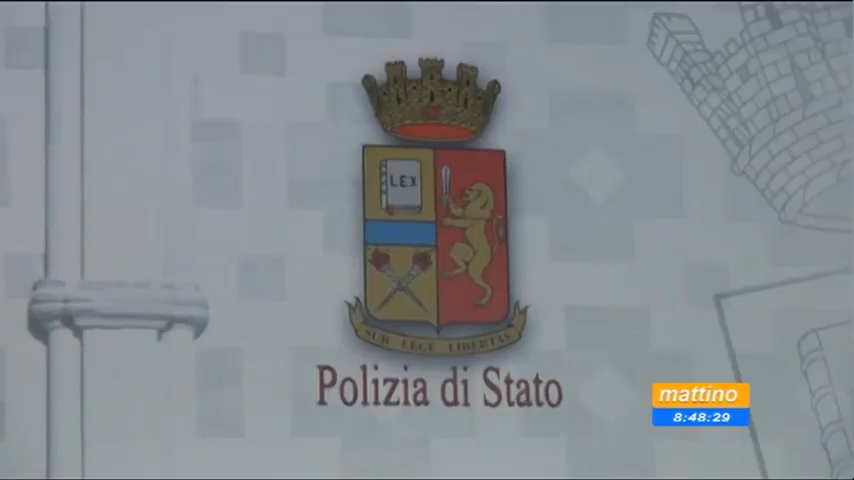 LEX
SUB LEGE LIBERTAS
Polizia di Stato
mattino
8:48:29